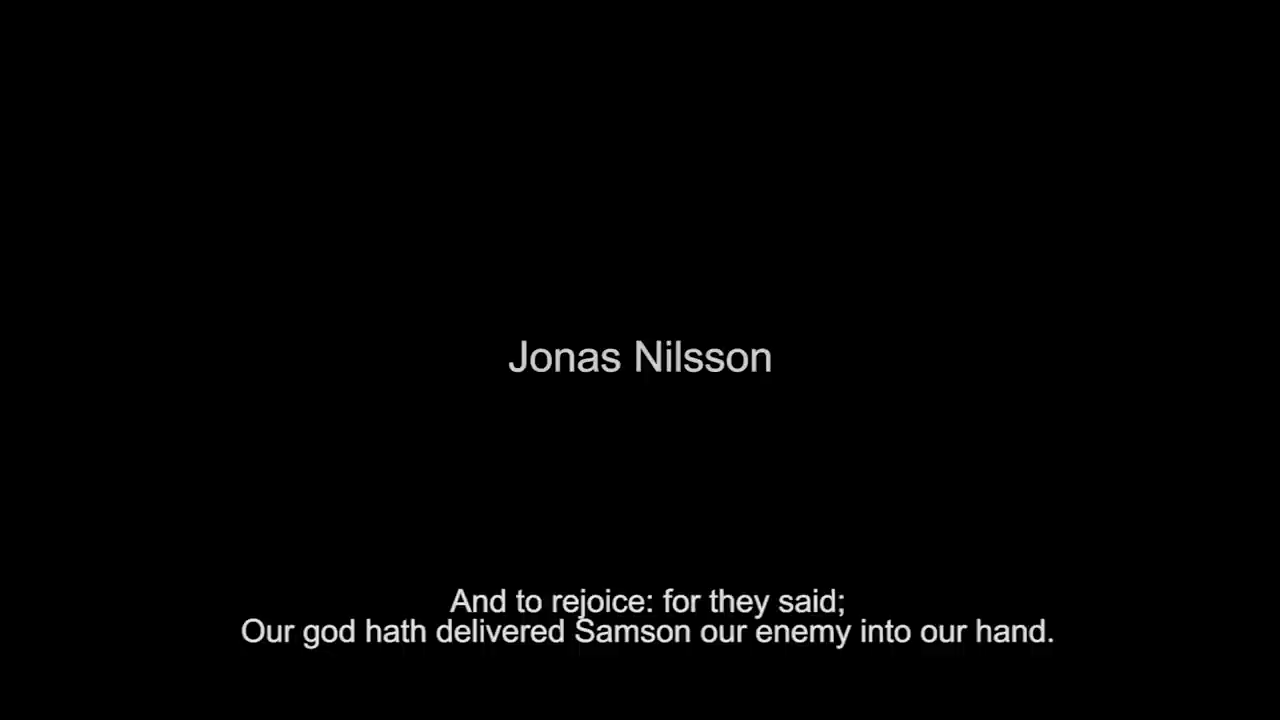 Jonas Nilsson
And to rejoice: for they said;
Our god hath delivered Samson our enemy into our hand.